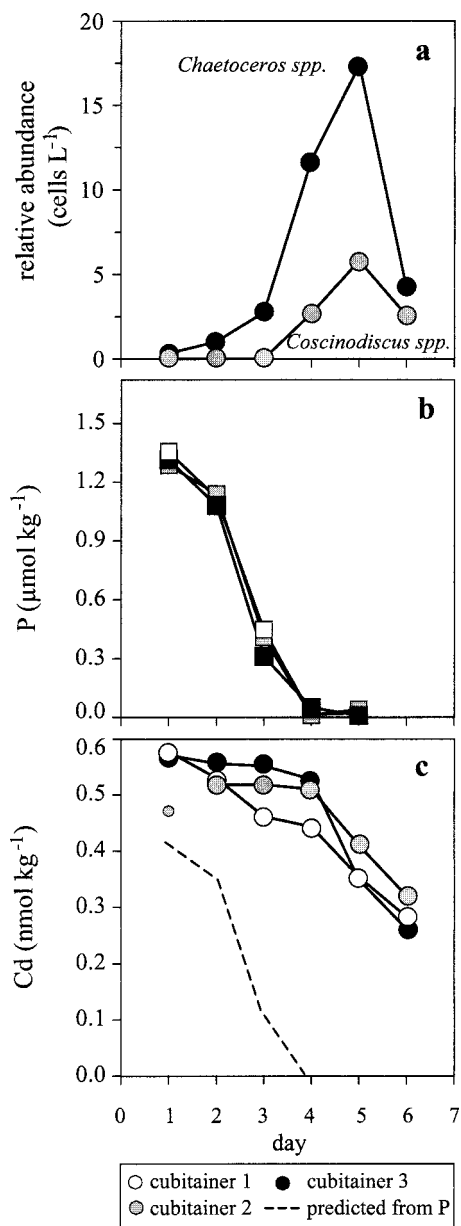 a
20
15
10
5
0
relative abundance
(cells L⁻¹)
Chaetoceros spp.
Coscinodiscus spp.
b
1.5
1.2
0.9
0.6
0.3
0.0
P (μmol kg⁻¹)
c
0.6
0.5
0.4
0.3
0.2
0.1
0.0
Cd (nmol kg⁻¹)
0 1 2 3 4 5 6 7
day
cubitainer 1 cubitainer 3
cubitainer 2 predicted from P